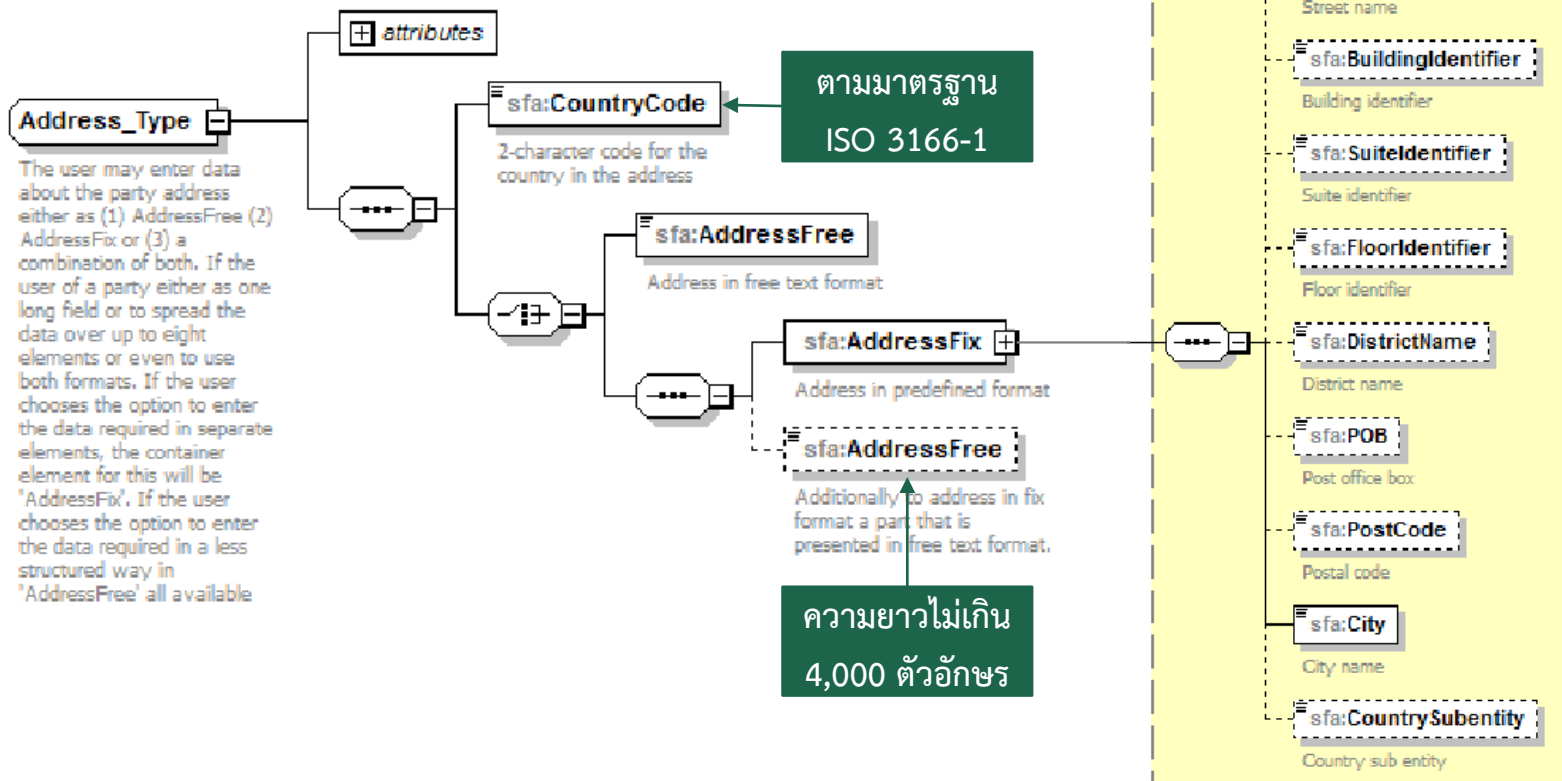 Address_Type
The user may enter data
about the party address
either as (1) AddressFree (2)
AddressFix or (3) a
combination of both. If the
user of a party either as one
long field or to spread the
data over up to eight
elements or even to use
both formats. If the user
chooses the option to enter
the data required in separate
elements, the container
element for this will be
'AddressFix'. If the user
chooses the option to enter
the data required in a less
structured way in
'AddressFree' all available
attributes
sfa:CountryCode
2-character code for the
country in the address
ตามมาตรฐาน
ISO 3166-1
sfa:AddressFree
Address in free text format
sfa:AddressFix
Address in predefined format
sfa:AddressFree
Additionally to address in fix
format a part that is
presented in free text format.
ความยาวไม่เกิน
4,000 ตัวอักษร
Street name
sfa:BuildingIdentifier
Building identifier
sfa:SuiteIdentifier
Suite identifier
sfa:FloorIdentifier
Floor identifier
sfa:DistrictName
District name
sfa:POB
Post office box
sfa:PostCode
Postal code
sfa:City
City name
sfa:CountrySubentity
Country sub entity